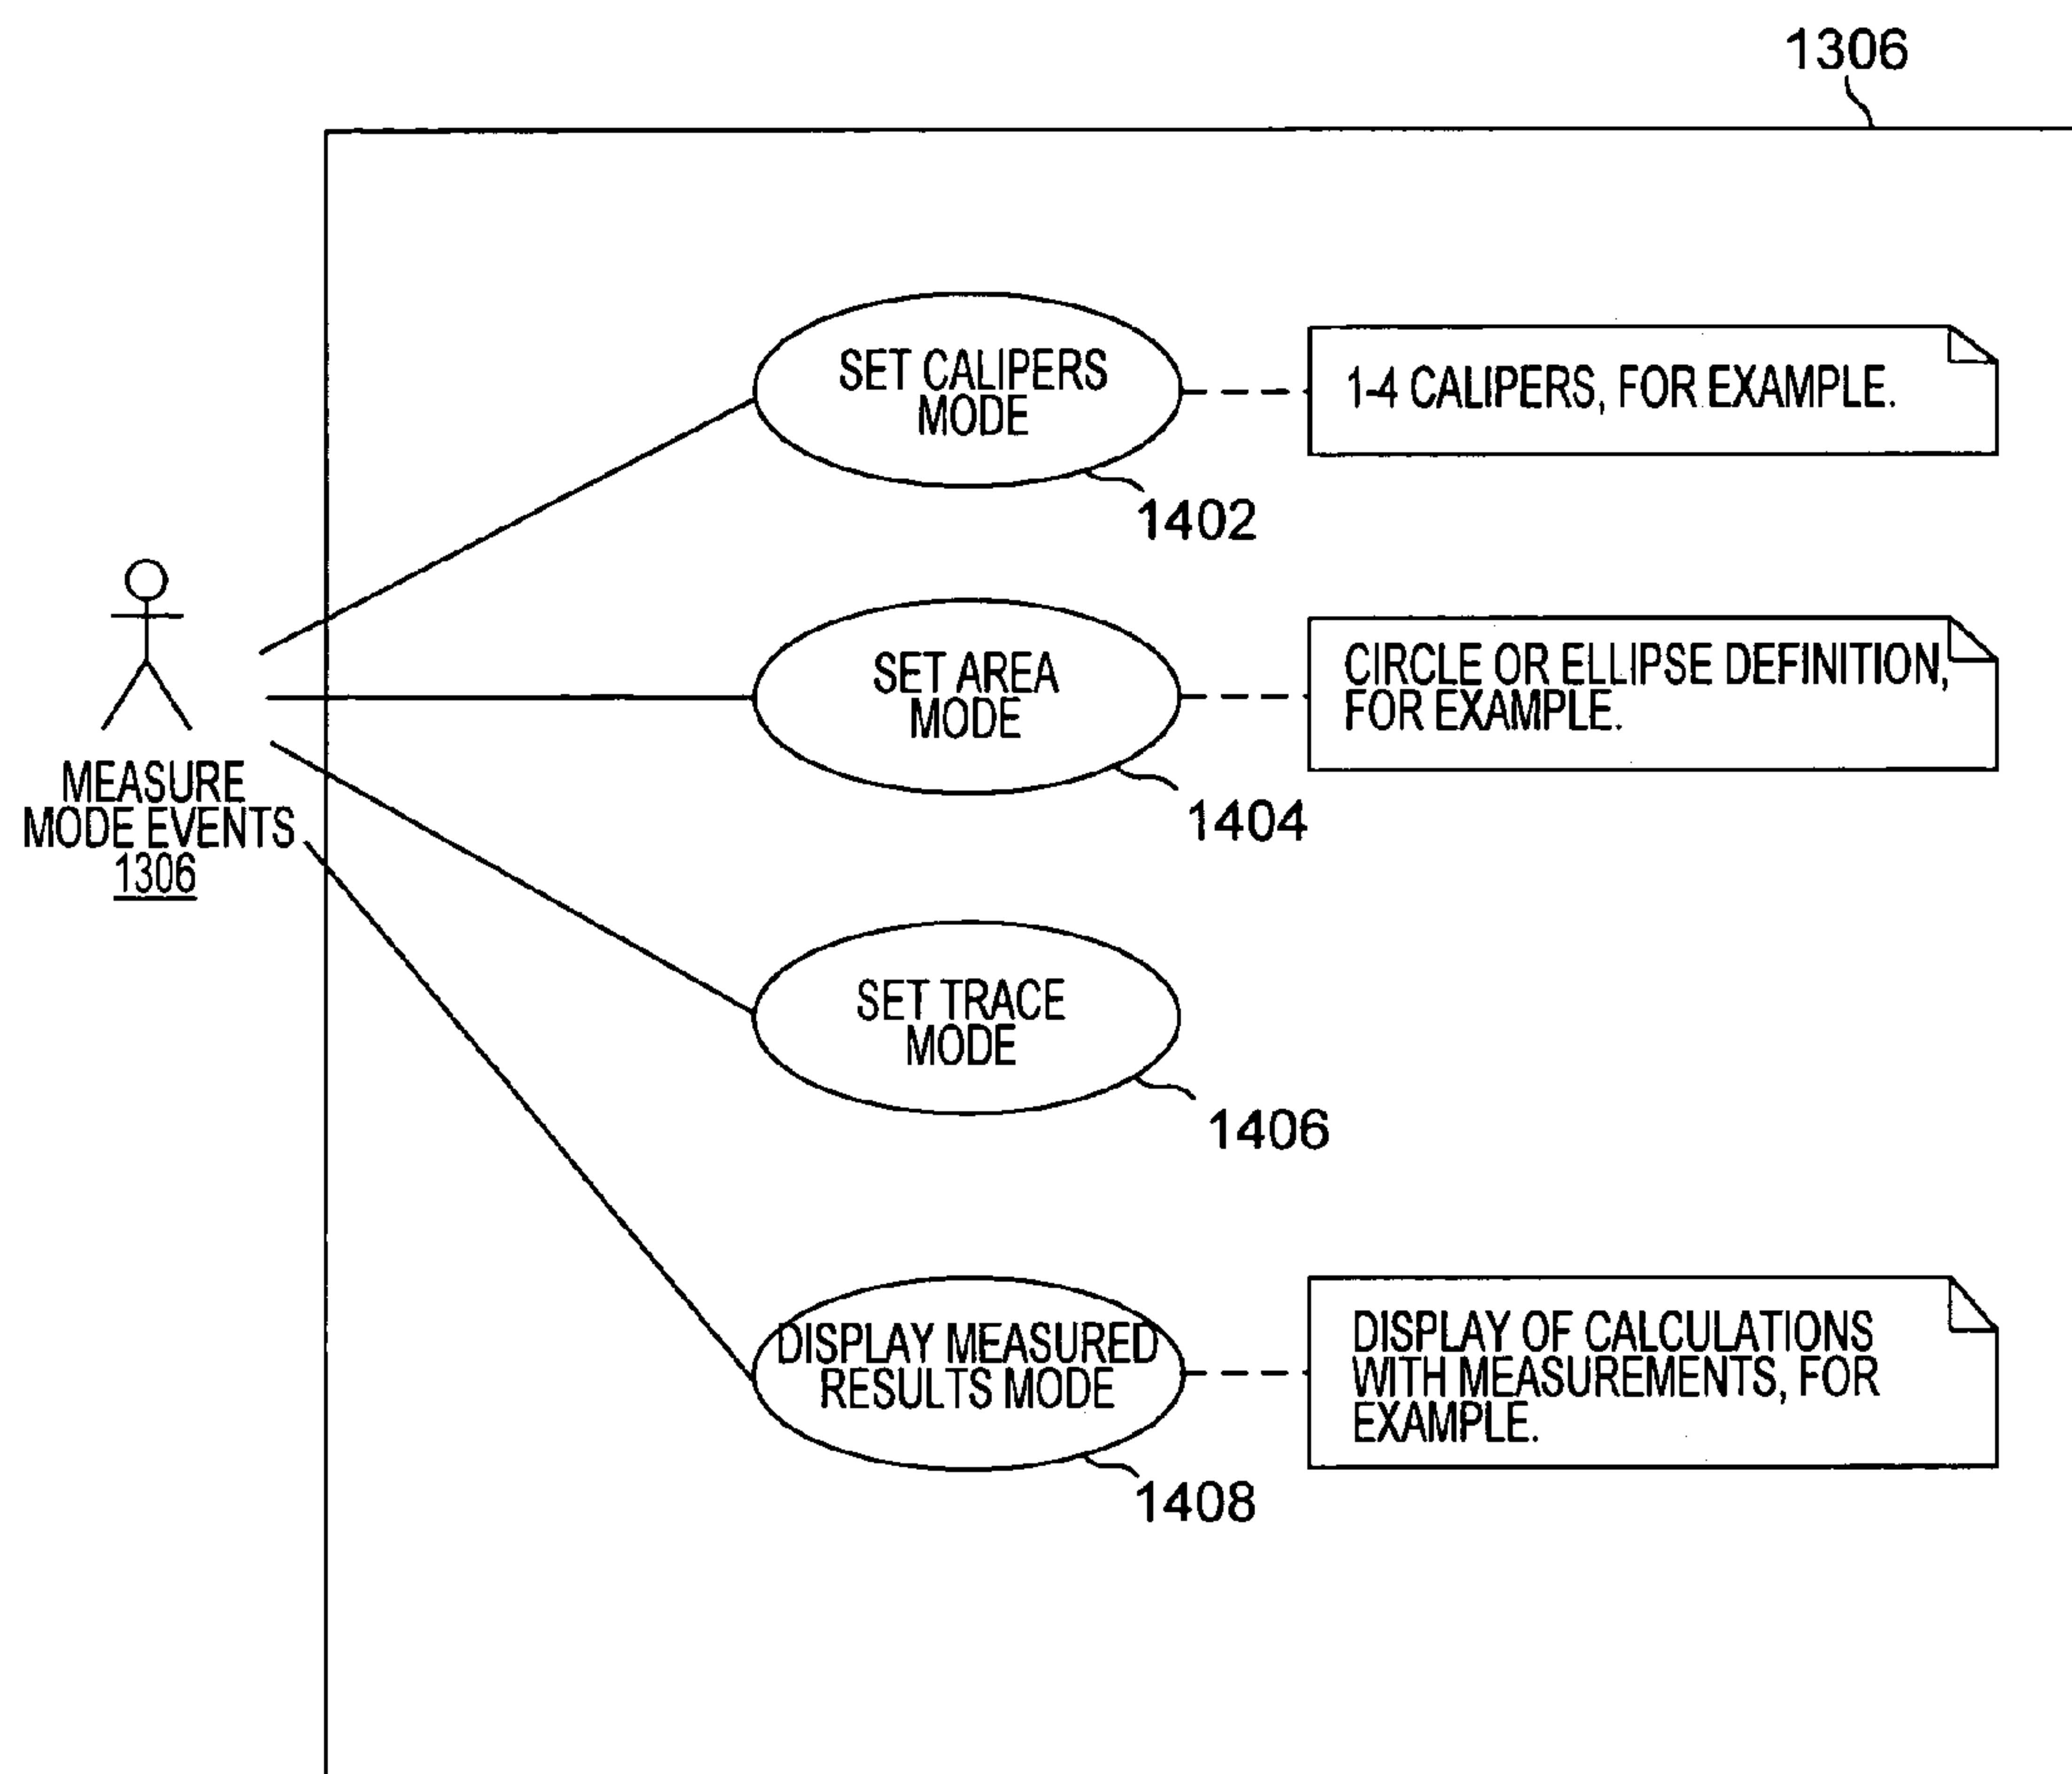 1306
SET CALIPERS
MODE
1-4 CALIPERS, FOR EXAMPLE.
1402
SET AREA
MODE
CIRCLE OR ELLIPSE DEFINITION,
FOR EXAMPLE.
1404
MEASURE
MODE EVENTS
1306
SET TRACE
MODE
1406
DISPLAY MEASURED
RESULTS MODE
DISPLAY OF CALCULATIONS
WITH MEASUREMENTS, FOR
EXAMPLE.
1408